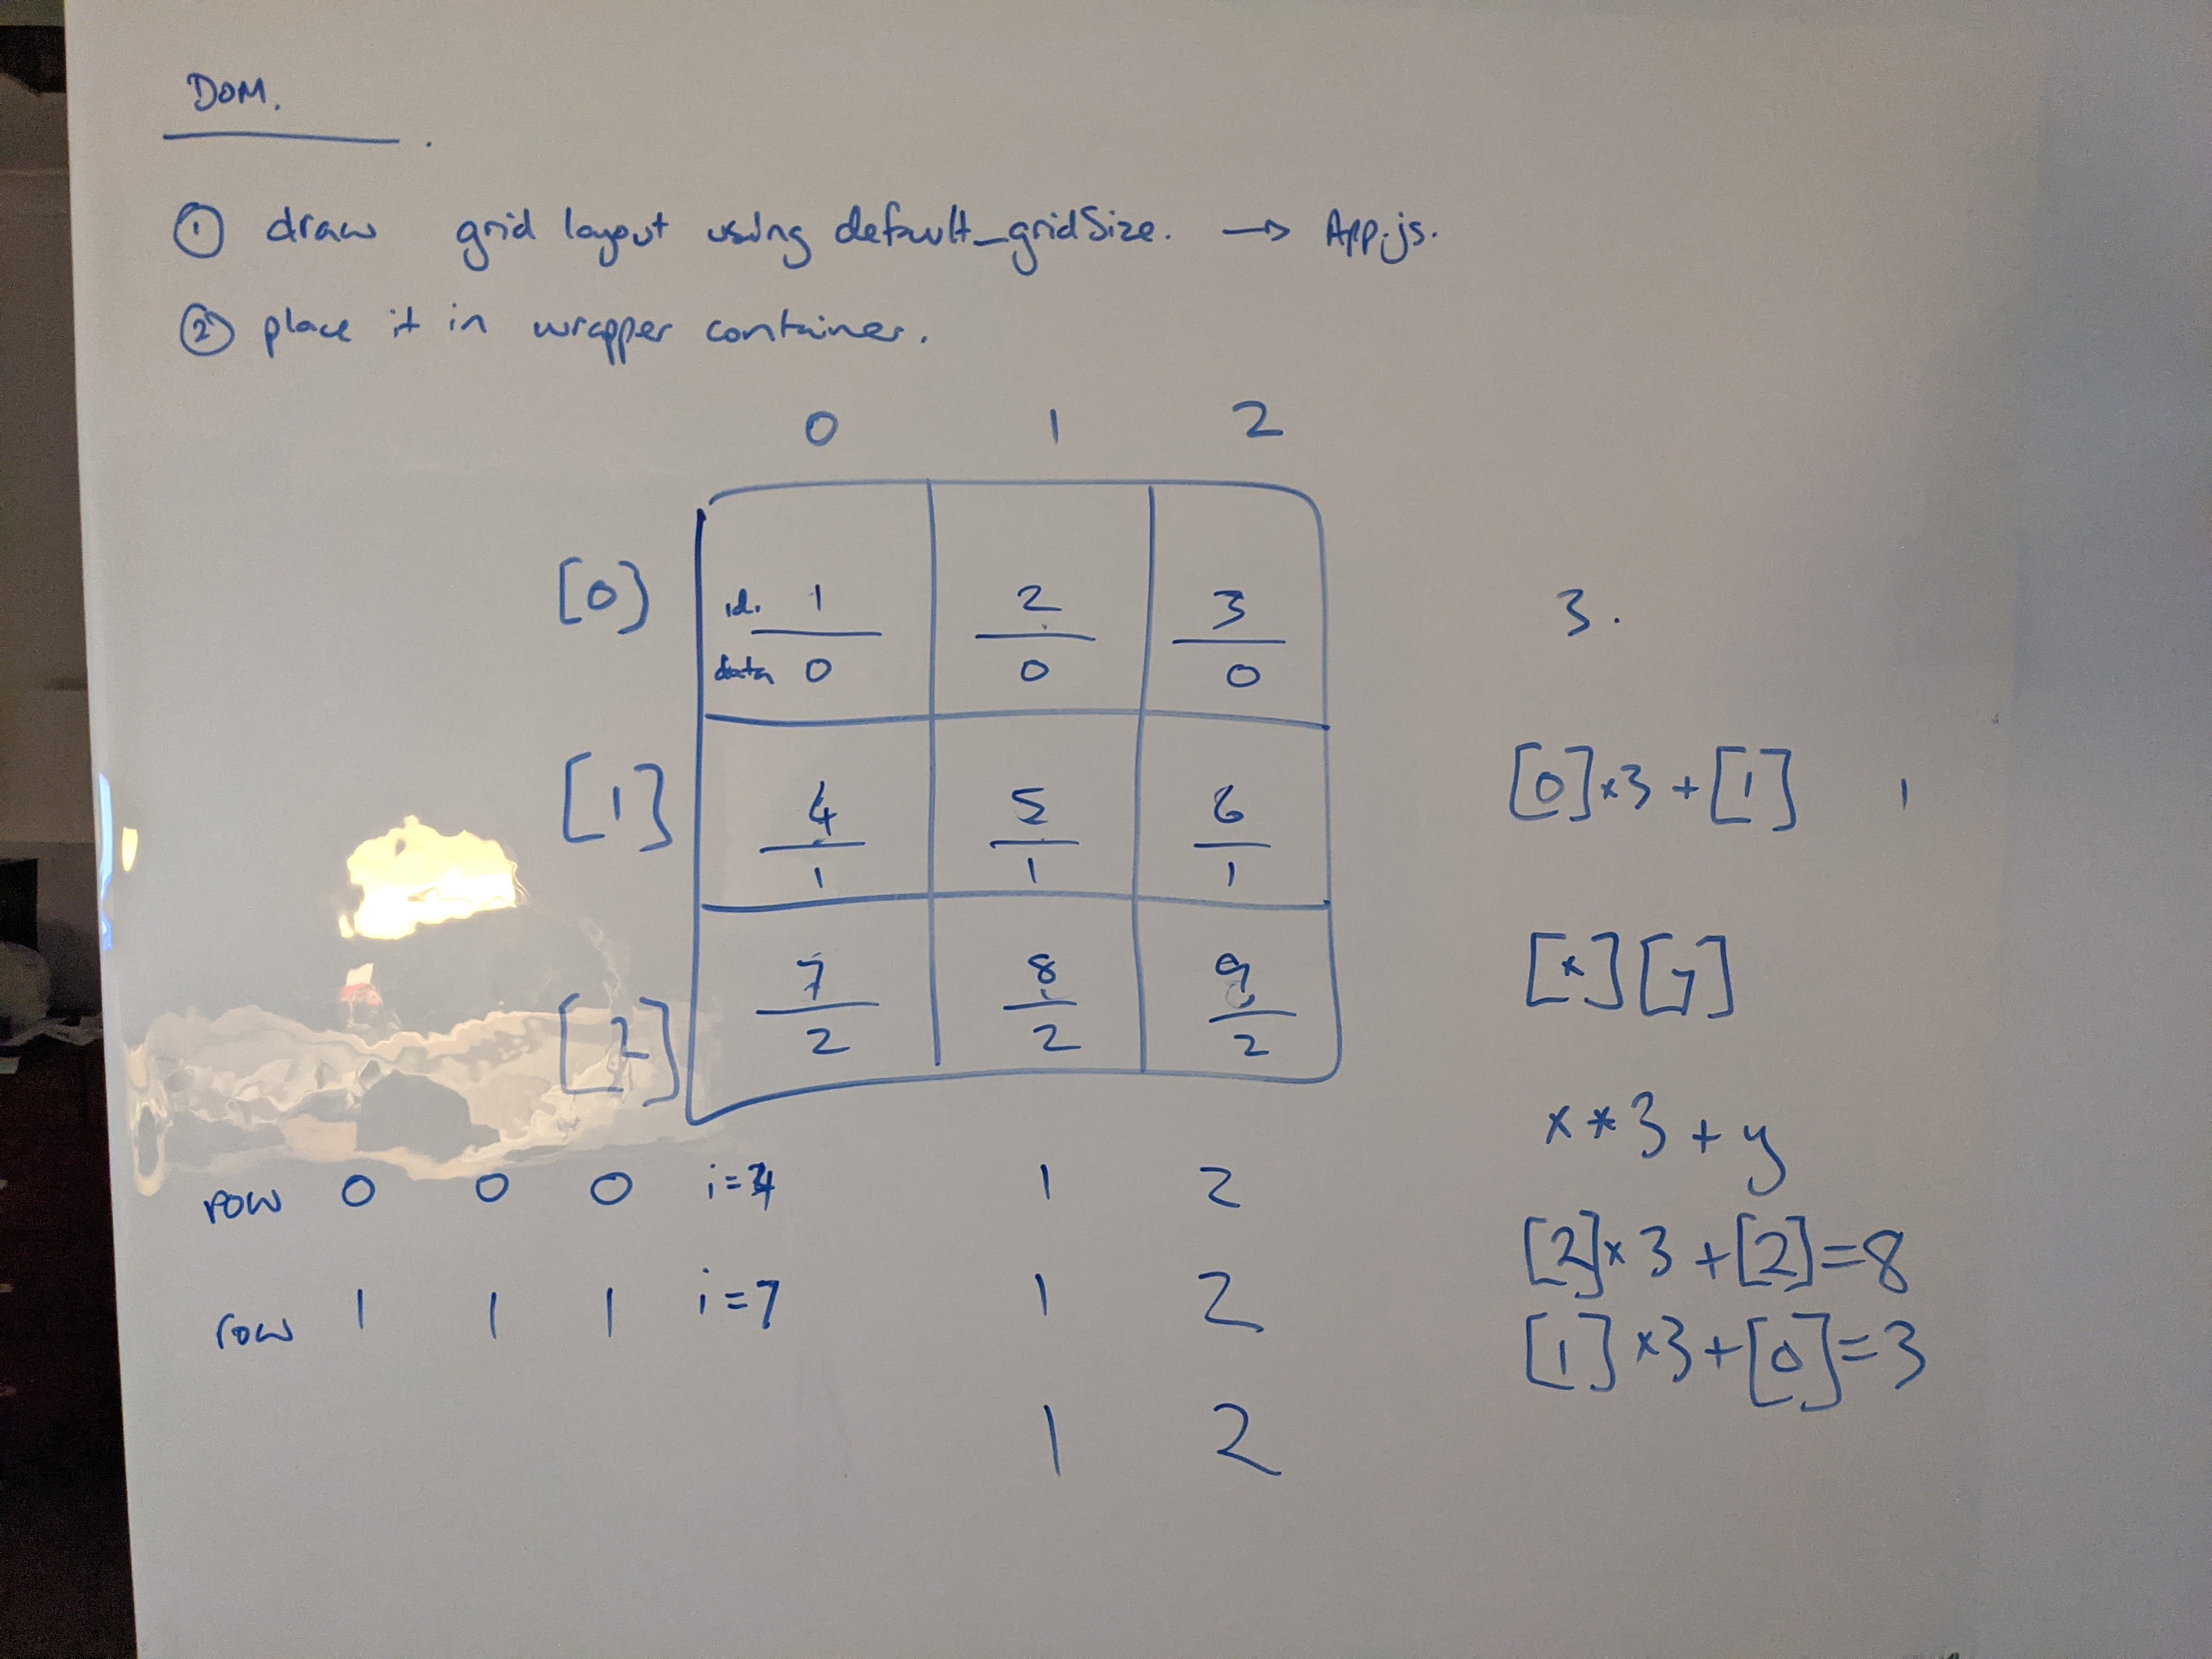 DOM.
① draw grid layout using default_gridSize. → App.js.
② place it in wrapper container.
0 1 2
[0] id. 1 2 3 3.
data 0 0 0
[0]×3+[1] 1
[1] 4 5 6
1 1 1
[x][y]
[2] 7 8 9
2 2 2
x*3+y
row 0 0 0 i=4 1 2
[2]×3+[2]=8
row 1 1 1 i=7 1 2
[1]×3+[0]=3
1 2